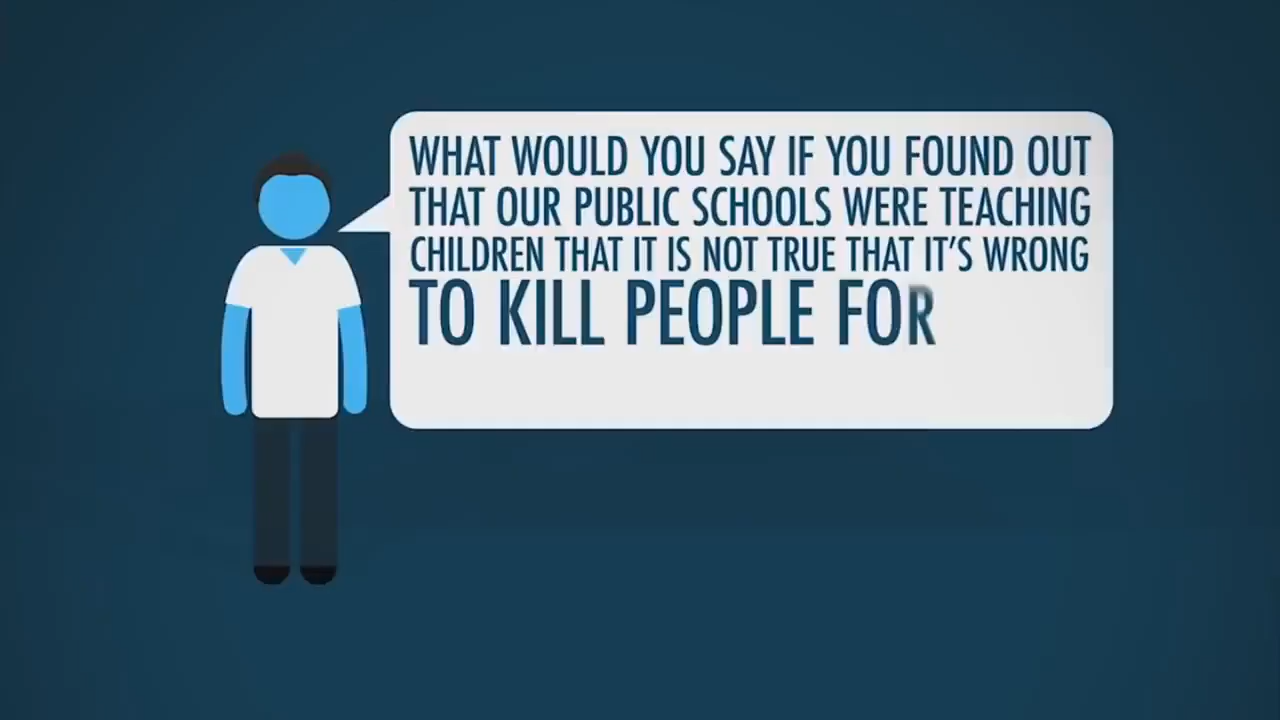 WHAT WOULD YOU SAY IF YOU FOUND OUT
THAT OUR PUBLIC SCHOOLS WERE TEACHING
CHILDREN THAT IT IS NOT TRUE THAT IT'S WRONG
TO KILL PEOPLE FOR